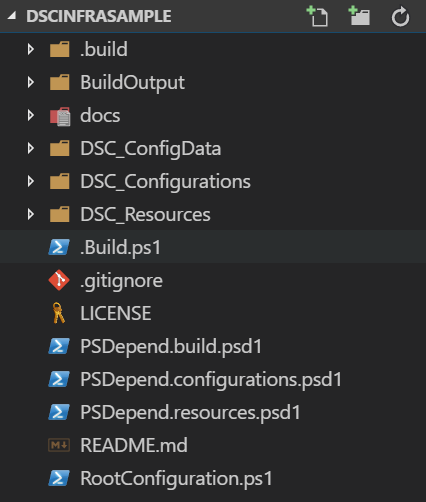 DSCINFRASAMPLE
.build
BuildOutput
docs
DSC_ConfigData
DSC_Configurations
DSC_Resources
.Build.ps1
.gitignore
LICENSE
PSDepend.build.psd1
PSDepend.configurations.psd1
PSDepend.resources.psd1
README.md
RootConfiguration.ps1